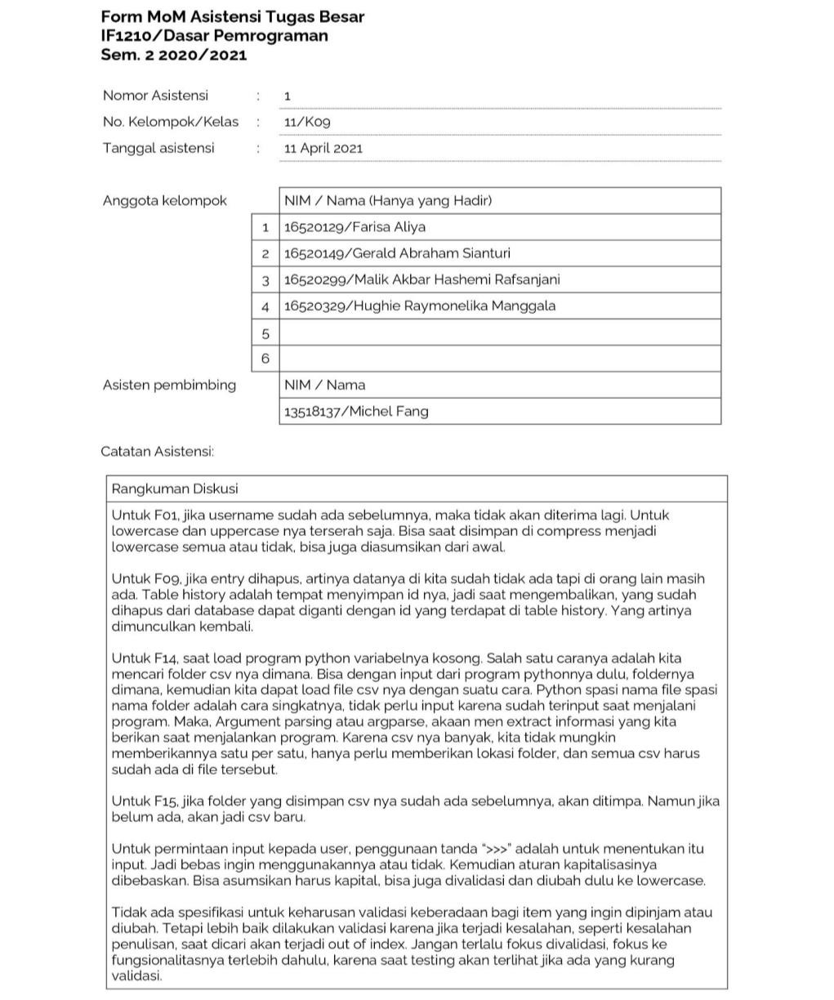 Form MoM Asistensi Tugas Besar
IF1210/Dasar Pemrograman
Sem. 2 2020/2021
Nomor Asistensi : 1
No. Kelompok/Kelas : 11/K09
Tanggal asistensi : 11 April 2021
Anggota kelompok NIM / Nama (Hanya yang Hadir)
1 16520129/Farisa Aliya
2 16520149/Gerald Abraham Sianturi
3 16520299/Malik Akbar Hashemi Rafsanjani
4 16520329/Hughie Raymonelika Manggala
5
6
Asisten pembimbing NIM / Nama
13518137/Michel Fang
Catatan Asistensi:
Rangkuman Diskusi
Untuk F01, jika username sudah ada sebelumnya, maka tidak akan diterima lagi. Untuk
lowercase dan uppercase nya terserah saja. Bisa saat disimpan di compress menjadi
lowercase semua atau tidak, bisa juga diasumsikan dari awal.
Untuk F09, jika entry dihapus, artinya datanya di kita sudah tidak ada tapi di orang lain masih
ada. Table history adalah tempat menyimpan id nya, jadi saat mengembalikan, yang sudah
dihapus dari database dapat diganti dengan id yang terdapat di table history. Yang artinya
dimunculkan kembali.
Untuk F14, saat load program python variabelnya kosong. Salah satu caranya adalah kita
mencari folder csv nya dimana. Bisa dengan input dari program pythonnya dulu, foldernya
dimana, kemudian kita dapat load file csv nya dengan suatu cara. Python spasi nama file spasi
nama folder adalah cara singkatnya, tidak perlu input karena sudah terinput saat menjalani
program. Maka, Argument parsing atau argparse, akaan men extract informasi yang kita
berikan saat menjalankan program. Karena csv nya banyak, kita tidak mungkin
memberikannya satu per satu, hanya perlu memberikan lokasi folder, dan semua csv harus
sudah ada di file tersebut.
Untuk F15, jika folder yang disimpan csv nya sudah ada sebelumnya, akan ditimpa. Namun jika
belum ada, akan jadi csv baru.
Untuk permintaan input kepada user, penggunaan tanda “>>>” adalah untuk menentukan itu
input. Jadi bebas ingin menggunakannya atau tidak. Kemudian aturan kapitalisasinya
dibebaskan. Bisa asumsikan harus kapital, bisa juga divalidasi dan diubah dulu ke lowercase.
Tidak ada spesifikasi untuk keharusan validasi keberadaan bagi item yang ingin dipinjam atau
diubah. Tetapi lebih baik dilakukan validasi karena jika terjadi kesalahan, seperti kesalahan
penulisan, saat dicari akan terjadi out of index. Jangan terlalu fokus divalidasi, fokus ke
fungsionalitasnya terlebih dahulu, karena saat testing akan terlihat jika ada yang kurang
validasi.